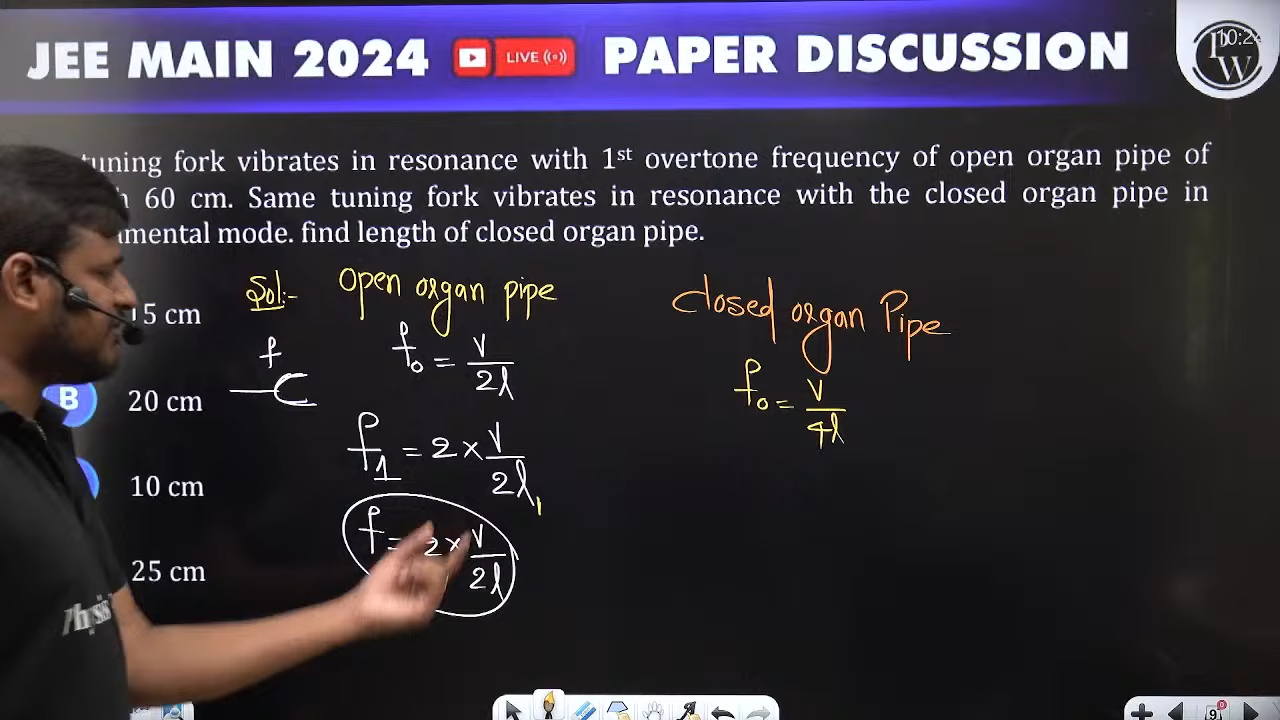 JEE MAIN 2024 LIVE PAPER DISCUSSION
tuning fork vibrates in resonance with 1st overtone frequency of open organ pipe of
60 cm. Same tuning fork vibrates in resonance with the closed organ pipe in
mode. find length of closed organ pipe.
Sol:- Open organ pipe
Closed organ Pipe
15 cm
f
f₀ = V/2l
f₀ = V/4l
B 20 cm
f₁ = 2 × V/2l₁
10 cm
f = 2 × V/2l
25 cm
Physics